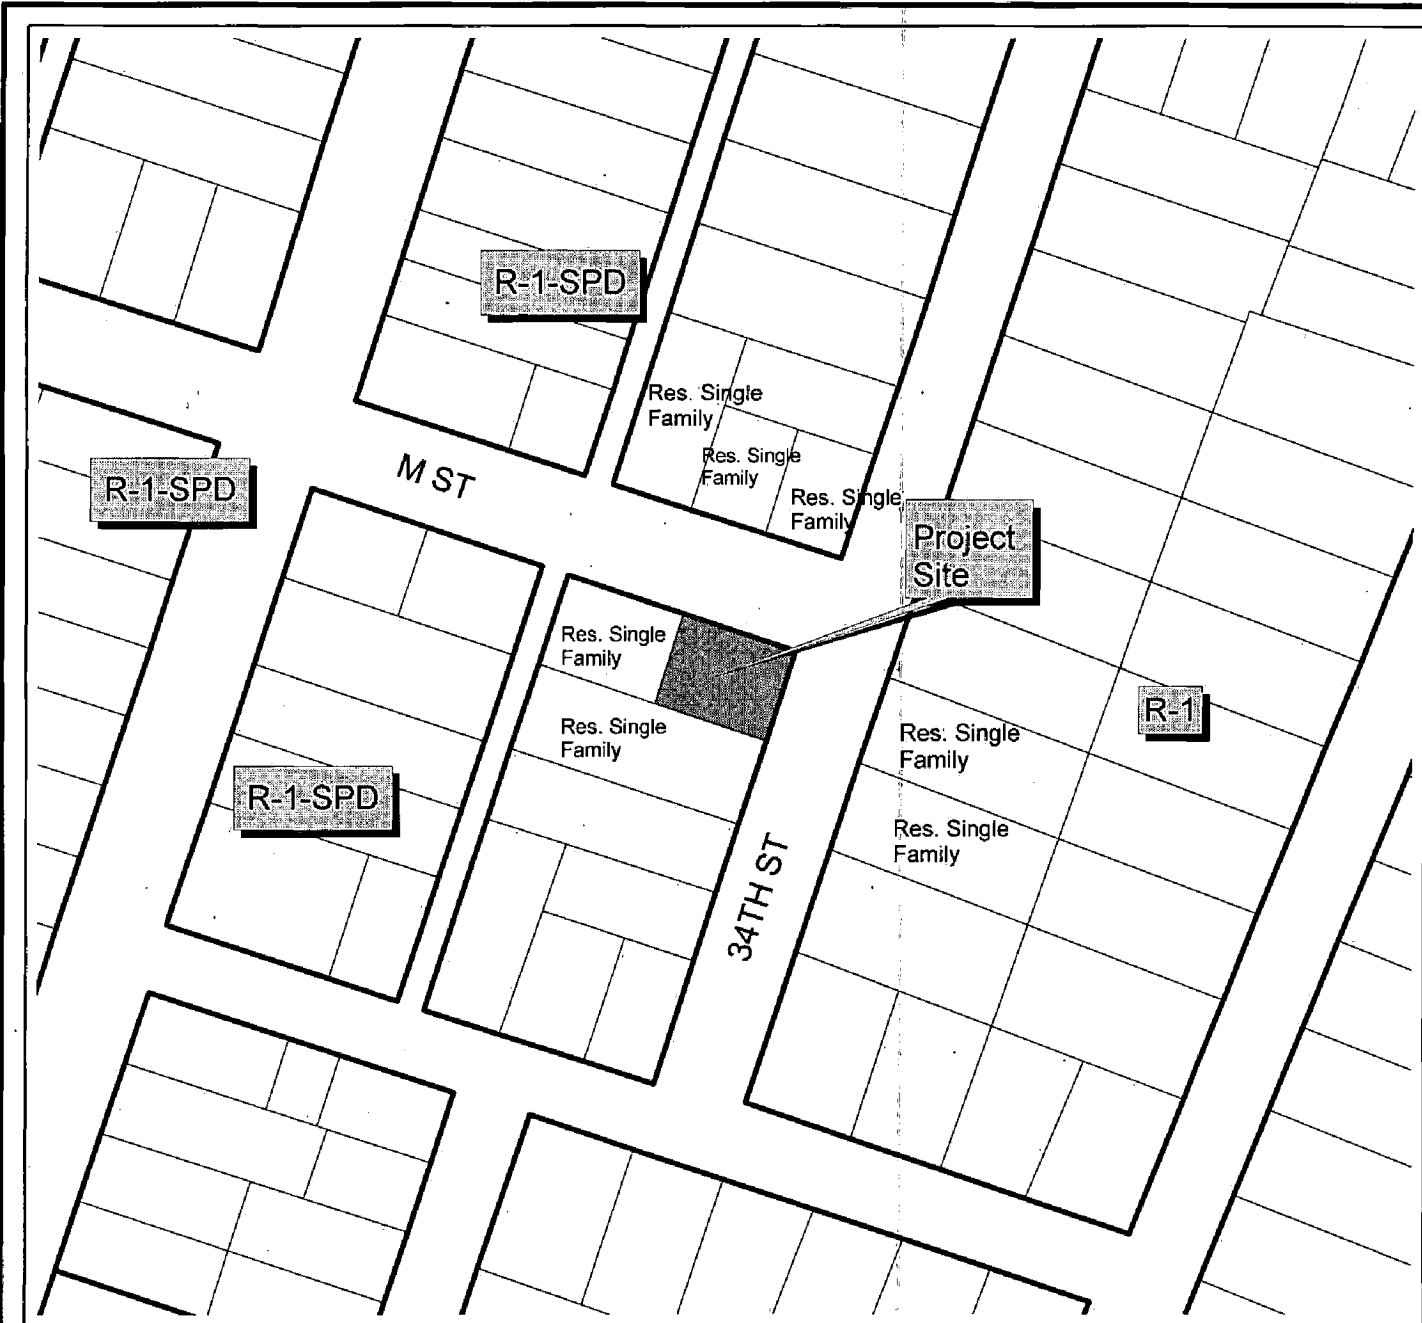 R-1-SPD
Res. Single
Family
M ST
Res. Single
Family
R-1-SPD
Res. Single
Family
Project
Site
Res. Single
Family
R-1
Res. Single
Family
Res. Single
Family
R-1-SPD
Res. Single
Family
34TH ST